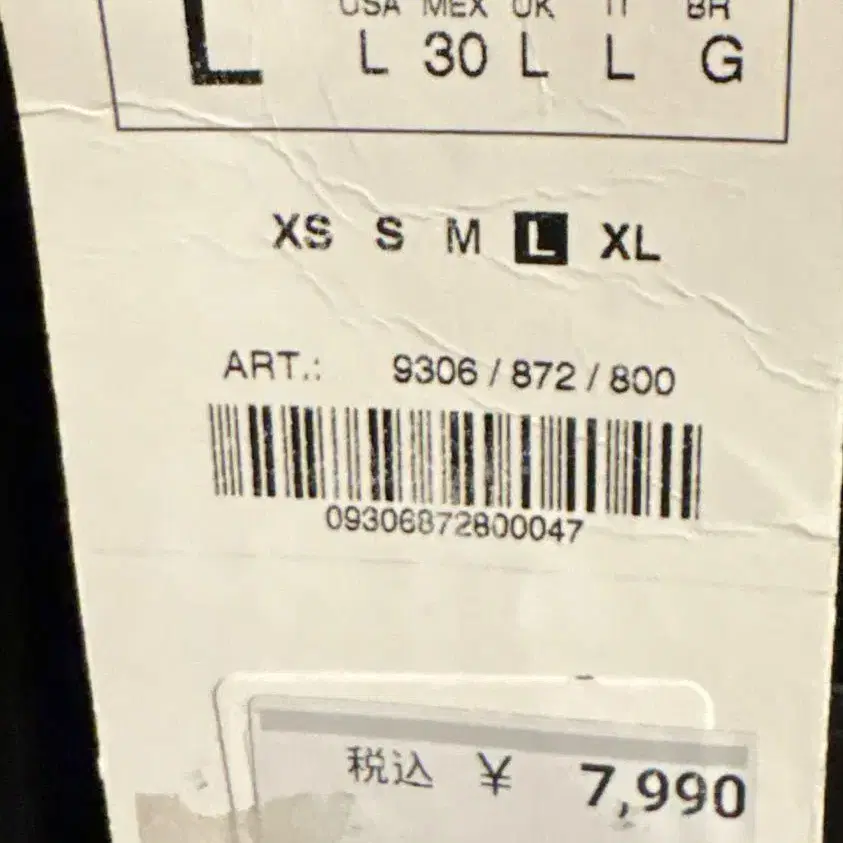 USA MEX UK IT BR
L L 30 L L G
XS S M L XL
ART.: 9306 / 872 / 800
09306872800047
税込 ¥ 7,990